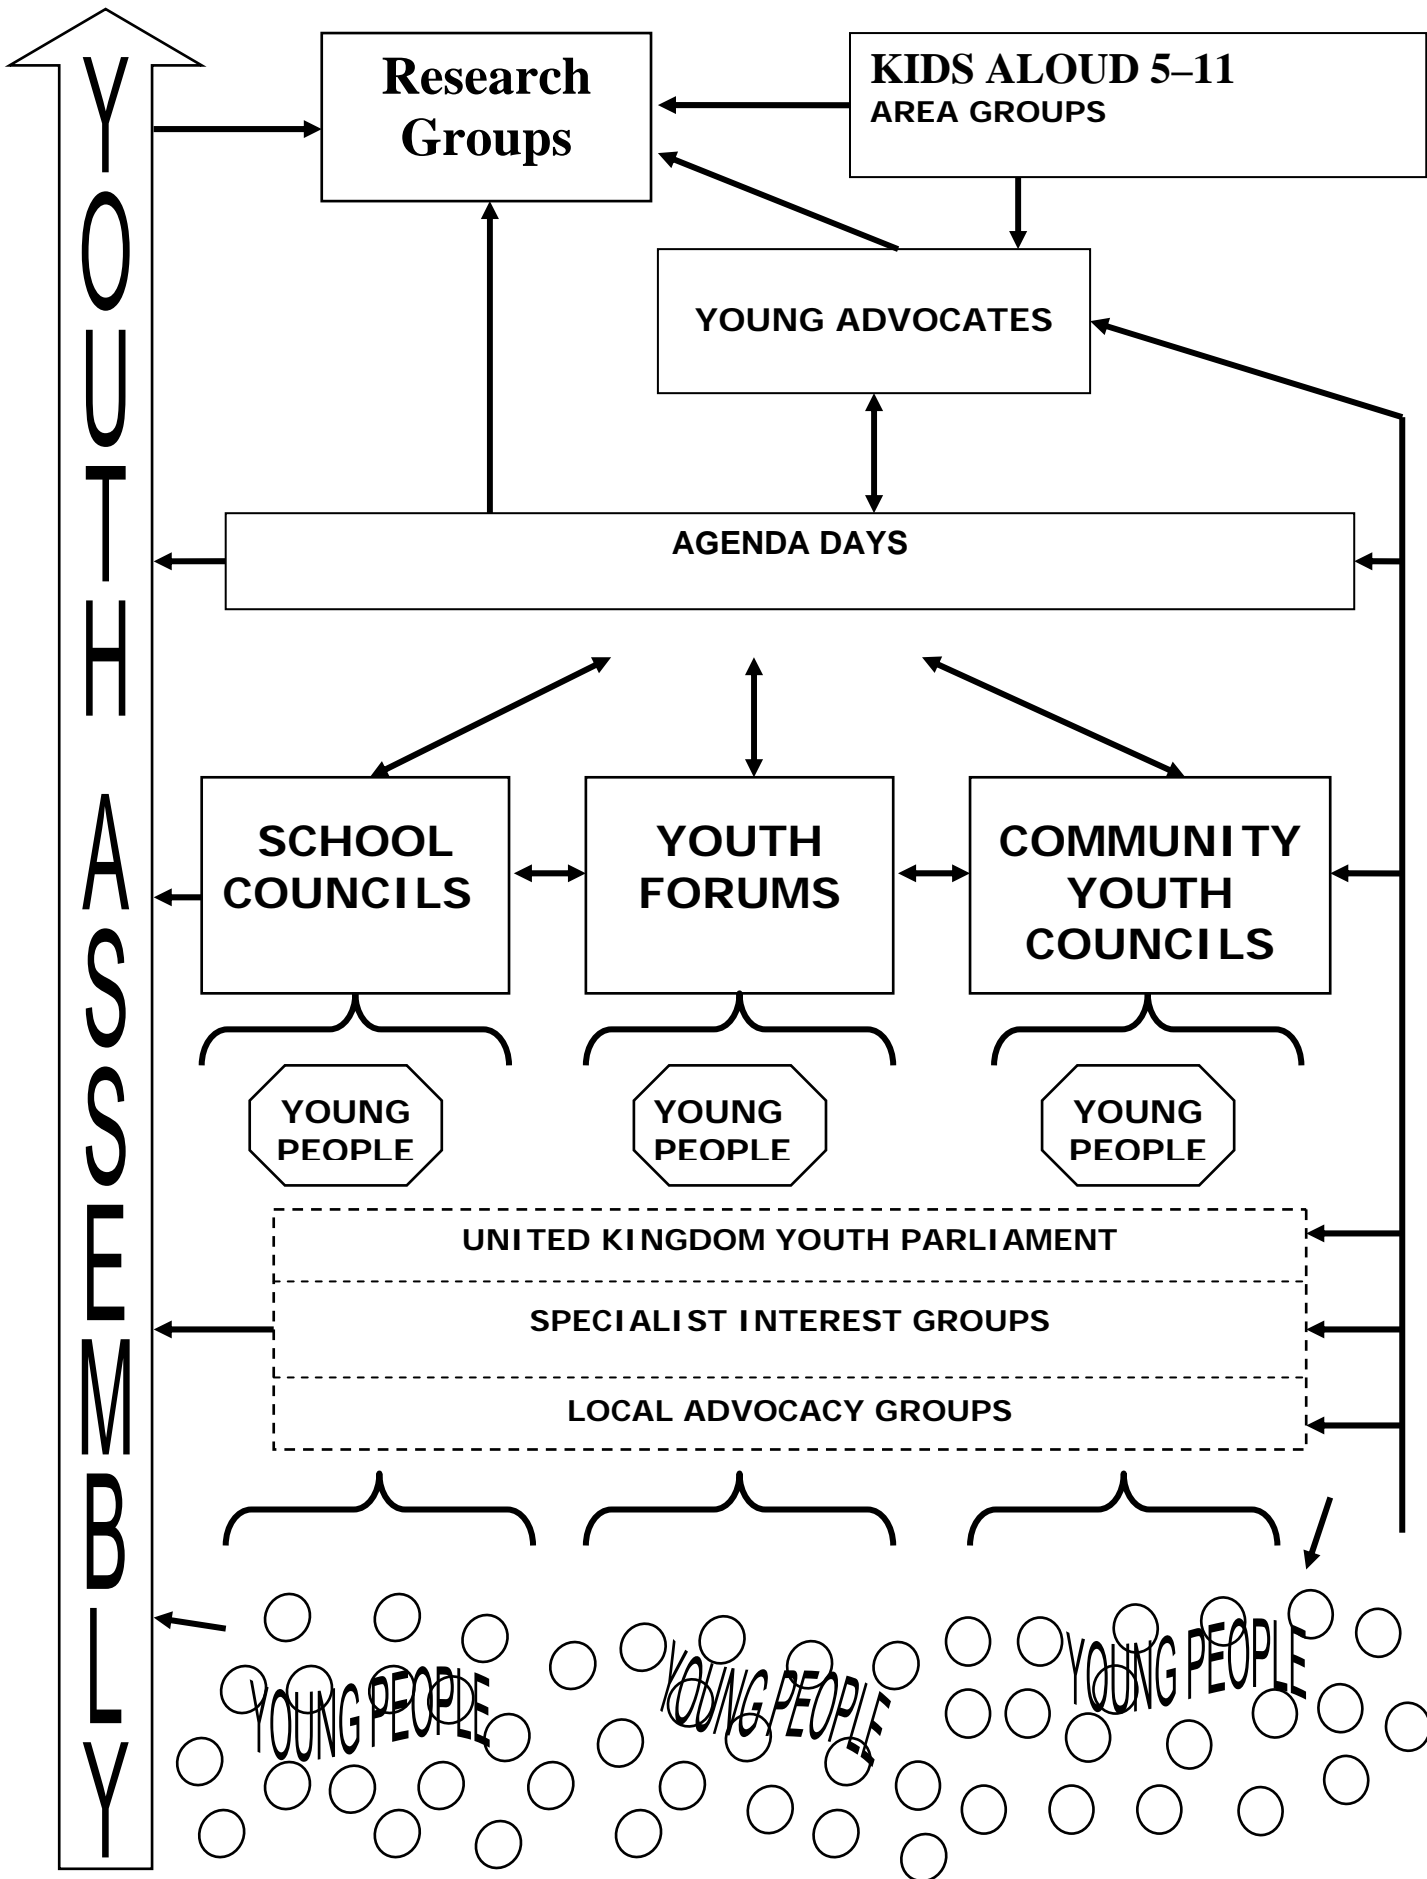 YOUTH ASSEMBLY
Research
Groups
KIDS ALOUD 5–11
AREA GROUPS
YOUNG ADVOCATES
AGENDA DAYS
SCHOOL
COUNCILS
YOUTH
FORUMS
COMMUNITY
YOUTH
COUNCILS
YOUNG
PEOPLE
YOUNG
PEOPLE
YOUNG
PEOPLE
UNITED KINGDOM YOUTH PARLIAMENT
SPECIALIST INTEREST GROUPS
LOCAL ADVOCACY GROUPS
YOUNG PEOPLE
YOUNG PEOPLE
YOUNG PEOPLE